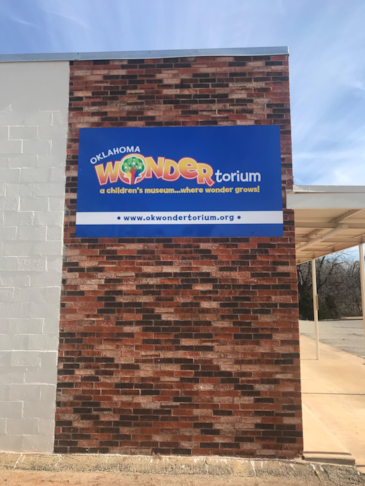 OKLAHOMA
WONDERtorium
a children's museum...where wonder grows!
• www.okwondertorium.org •